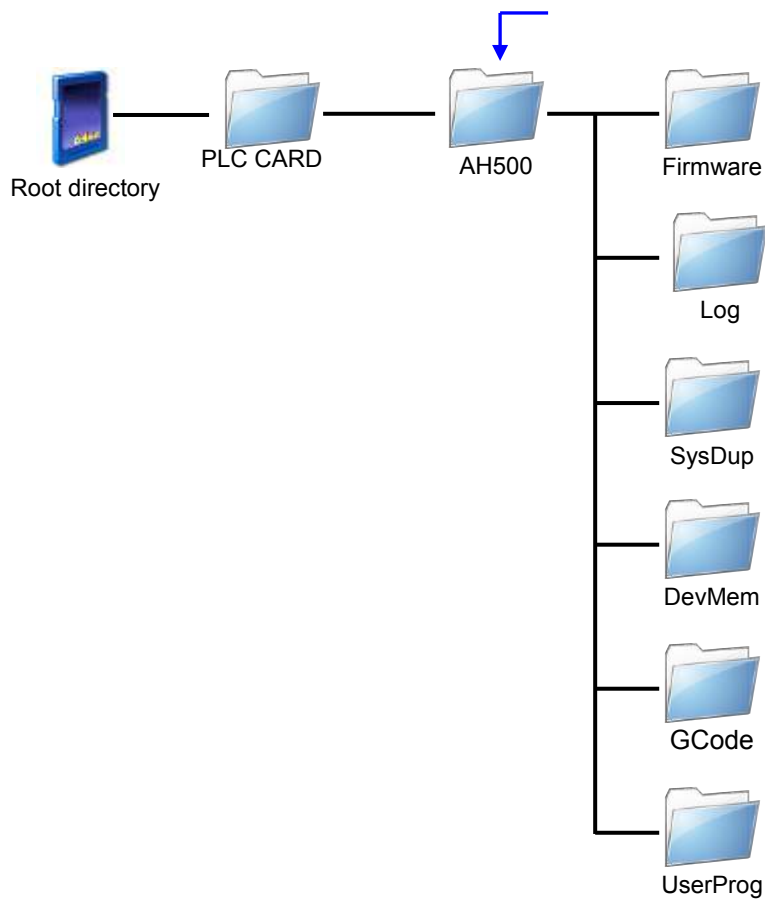 Root directory
PLC CARD
AH500
Firmware
Log
SysDup
DevMem
GCode
UserProg